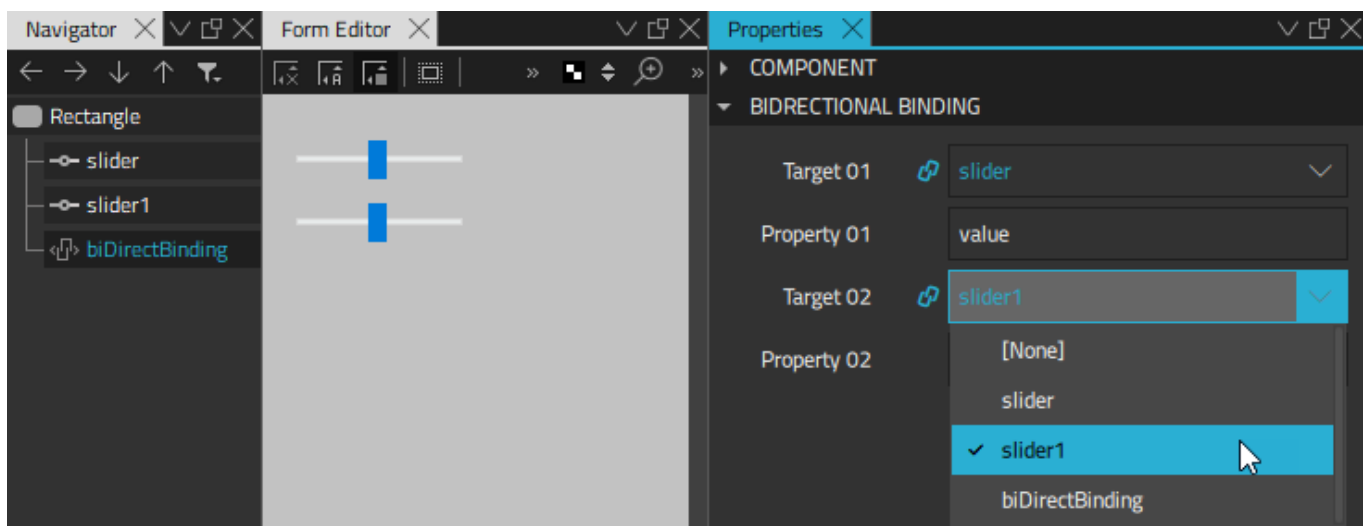 Navigator
Form Editor
Properties
COMPONENT
BIDRECTIONAL BINDING
Rectangle
slider
slider1
biDirectBinding
Target 01 slider
Property 01 value
Target 02 slider1
Property 02
[None]
slider
slider1
biDirectBinding